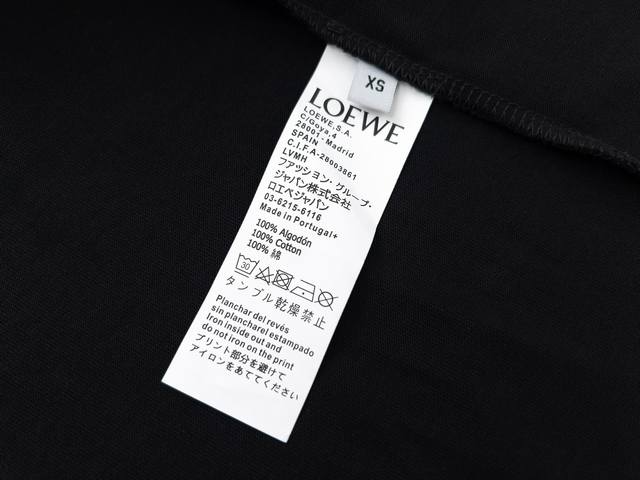 XS
LOEWE
LOEWE,S.A.
C/Goya,4
28001-Madrid
SPAIN
C.I.F.A-28003861
LVMH
ファッション・グループ・
ジャパン株式会社
ロエベジャパン
03-6215-6116
Made in Portugal+
100% Algodón
100% Cotton
100% 綿
30
タンブル乾燥禁止
Planchar del revés
sin plancharel estampado
Iron inside out and
do not iron on the print
プリント部分を避けて
アイロンをあててください